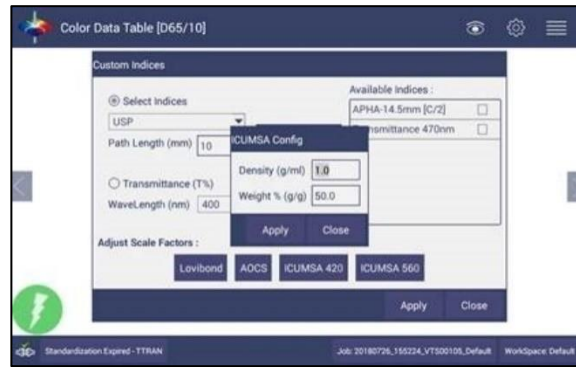 Color Data Table [D65/10]
Custom Indices
Select Indices
USP
Path Length (mm) 10
Transmittance (T%)
WaveLength (nm) 400
Available Indices :
APHA-14.5mm [C/2]
nsmittance 470nm
ICUMSA Config
Density (g/ml) 1.0
Weight % (g/g) 50.0
Apply Close
Adjust Scale Factors :
Lovibond AOCS ICUMSA 420 ICUMSA 560
Apply Close
Standardization Expired - TTRAN Job: 20180726_155224_VTS00105_Default WorkSpace: Default